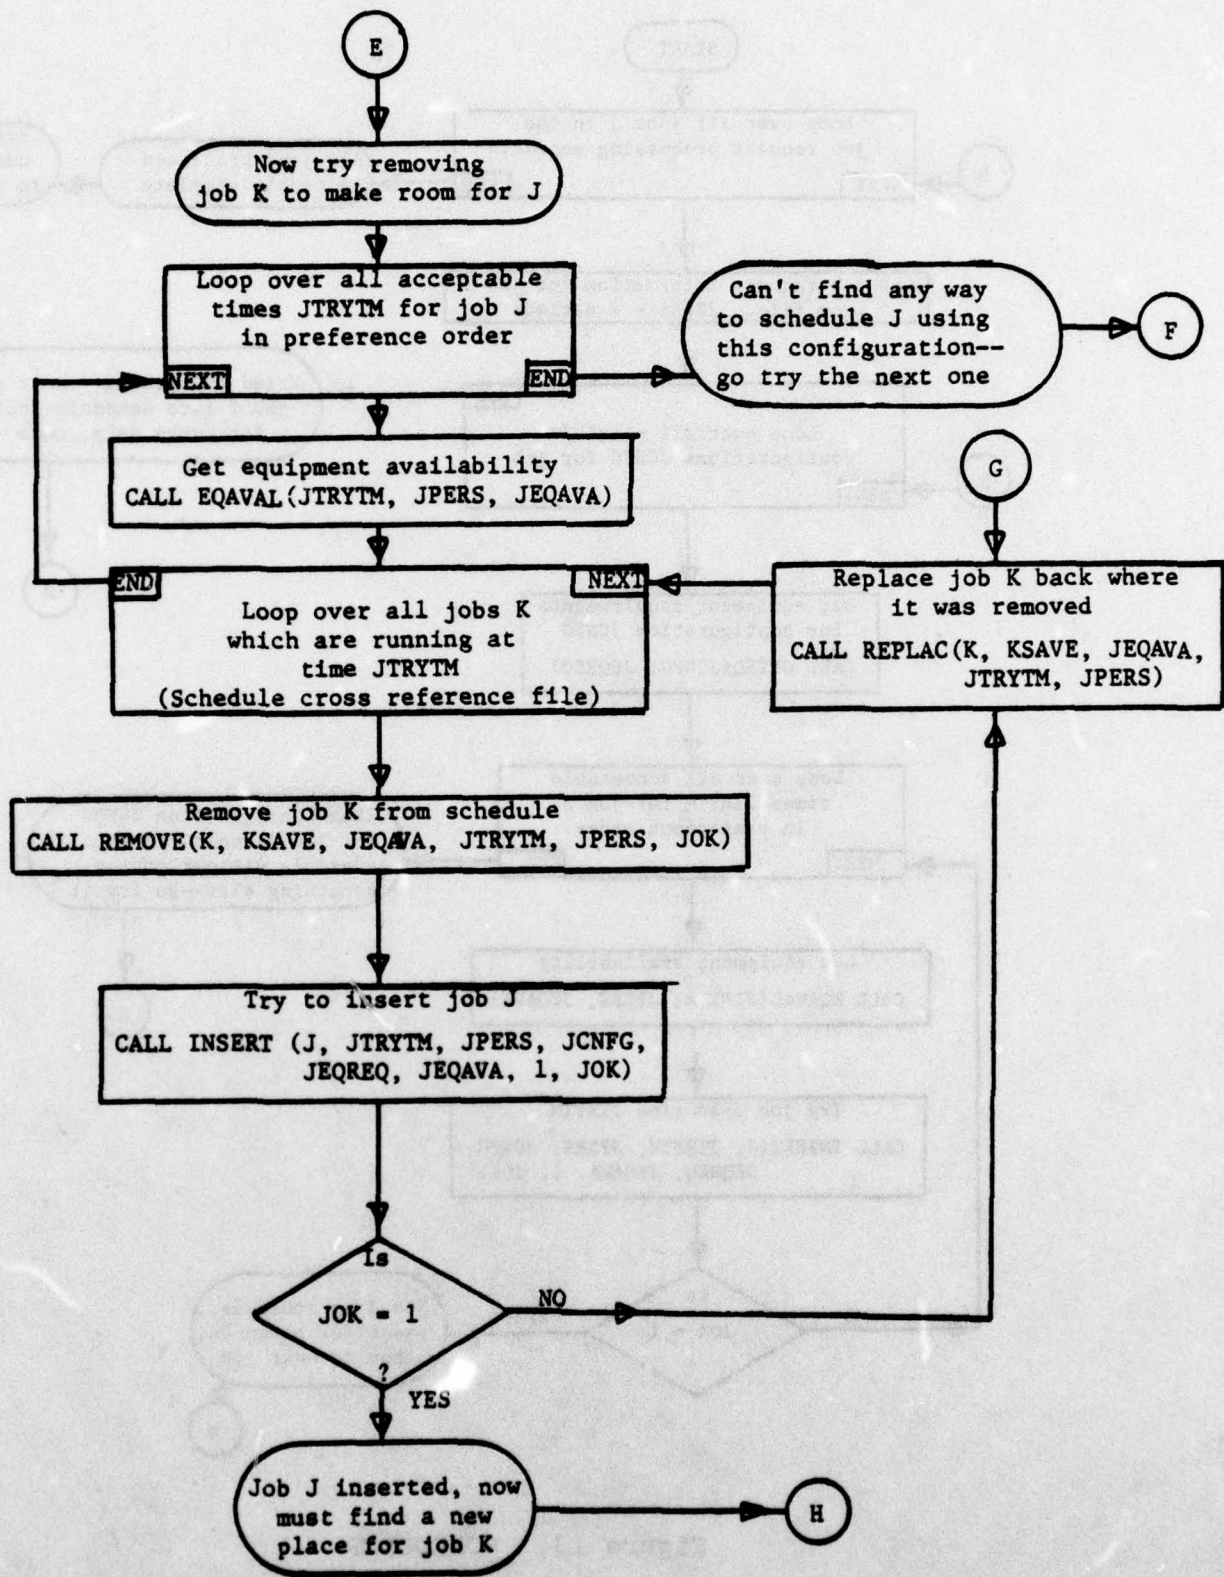 E
Now try removing
job K to make room for J
Loop over all acceptable
times JTRYTM for job J
in preference order
NEXT
END
Can't find any way
to schedule J using
this configuration--
go try the next one
F
Get equipment availability
CALL EQAVAL(JTRYTM, JPERS, JEQAVA)
G
END
NEXT
Loop over all jobs K
which are running at
time JTRYTM
(Schedule cross reference file)
Replace job K back where
it was removed
CALL REPLAC(K, KSAVE, JEQAVA,
JTRYTM, JPERS)
Remove job K from schedule
CALL REMOVE(K, KSAVE, JEQAVA, JTRYTM, JPERS, JOK)
Try to insert job J
CALL INSERT (J, JTRYTM, JPERS, JCNFG,
JEQREQ, JEQAVA, 1, JOK)
Is
JOK = 1
?
NO
YES
Job J inserted, now
must find a new
place for job K
H